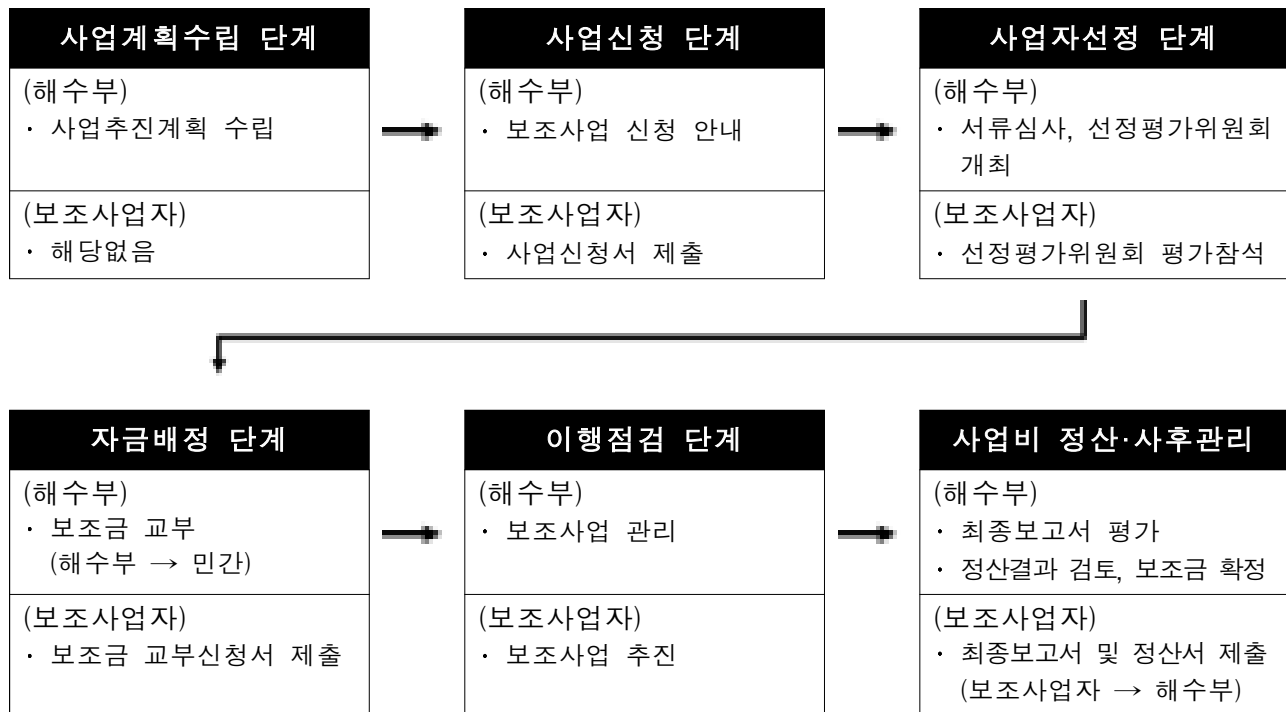 사업계획수립 단계
(해수부)
· 사업추진계획 수립
(보조사업자)
· 해당없음
사업신청 단계
(해수부)
· 보조사업 신청 안내
(보조사업자)
· 사업신청서 제출
사업자선정 단계
(해수부)
· 서류심사, 선정평가위원회
개최
(보조사업자)
· 선정평가위원회 평가참석
자금배정 단계
(해수부)
· 보조금 교부
(해수부 → 민간)
(보조사업자)
· 보조금 교부신청서 제출
이행점검 단계
(해수부)
· 보조사업 관리
(보조사업자)
· 보조사업 추진
사업비 정산·사후관리
(해수부)
· 최종보고서 평가
· 정산결과 검토, 보조금 확정
(보조사업자)
· 최종보고서 및 정산서 제출
(보조사업자 → 해수부)